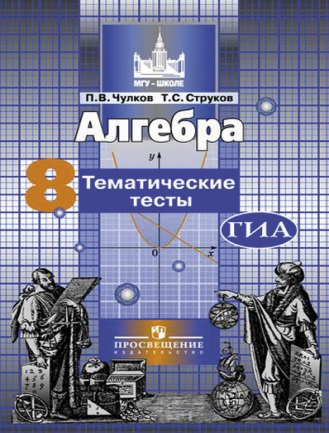 МГУ – ШКОЛЕ
П. В. Чулков Т. С. Струков
Алгебра
8
Тематические
тесты
ГИА
y
0
x
ПРОСВЕЩЕНИЕ
ИЗДАТЕЛЬСТВО